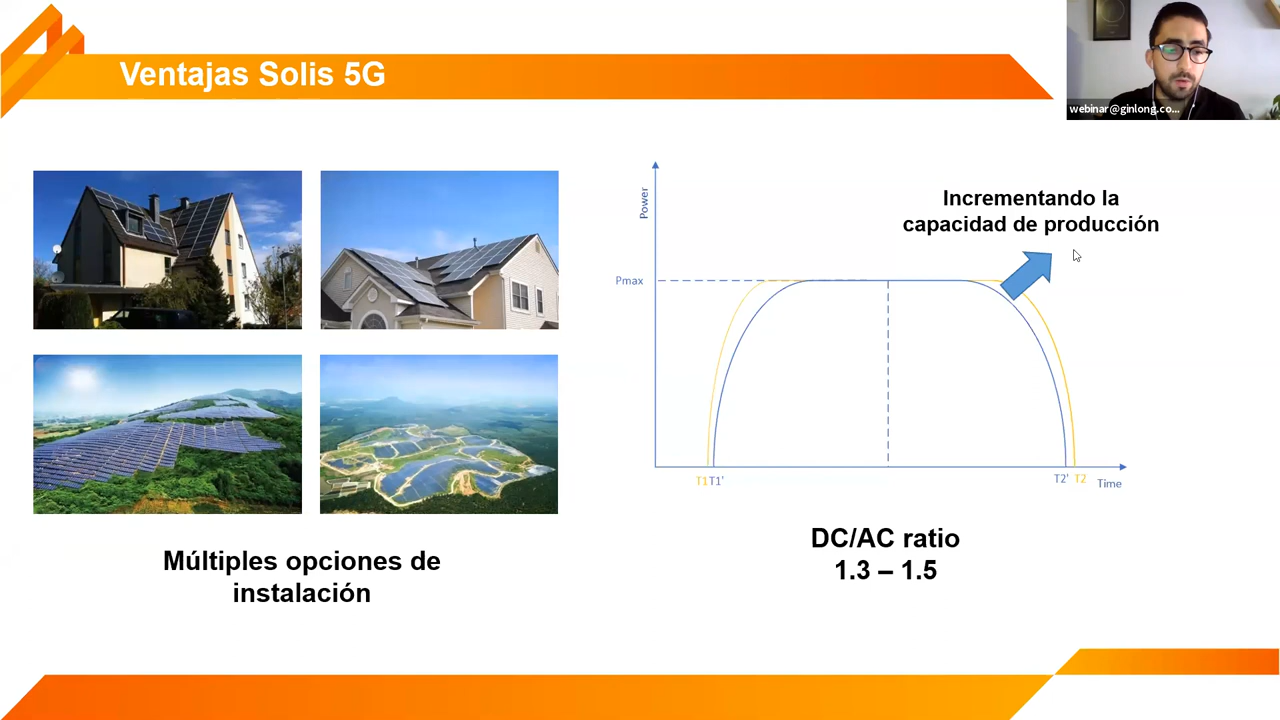 Ventajas Solis 5G
webinar@ginlong.co...
Power
Incrementando la
capacidad de producción
Pmax
T1 T1'
T2' T2
Time
Múltiples opciones de
instalación
DC/AC ratio
1.3 – 1.5